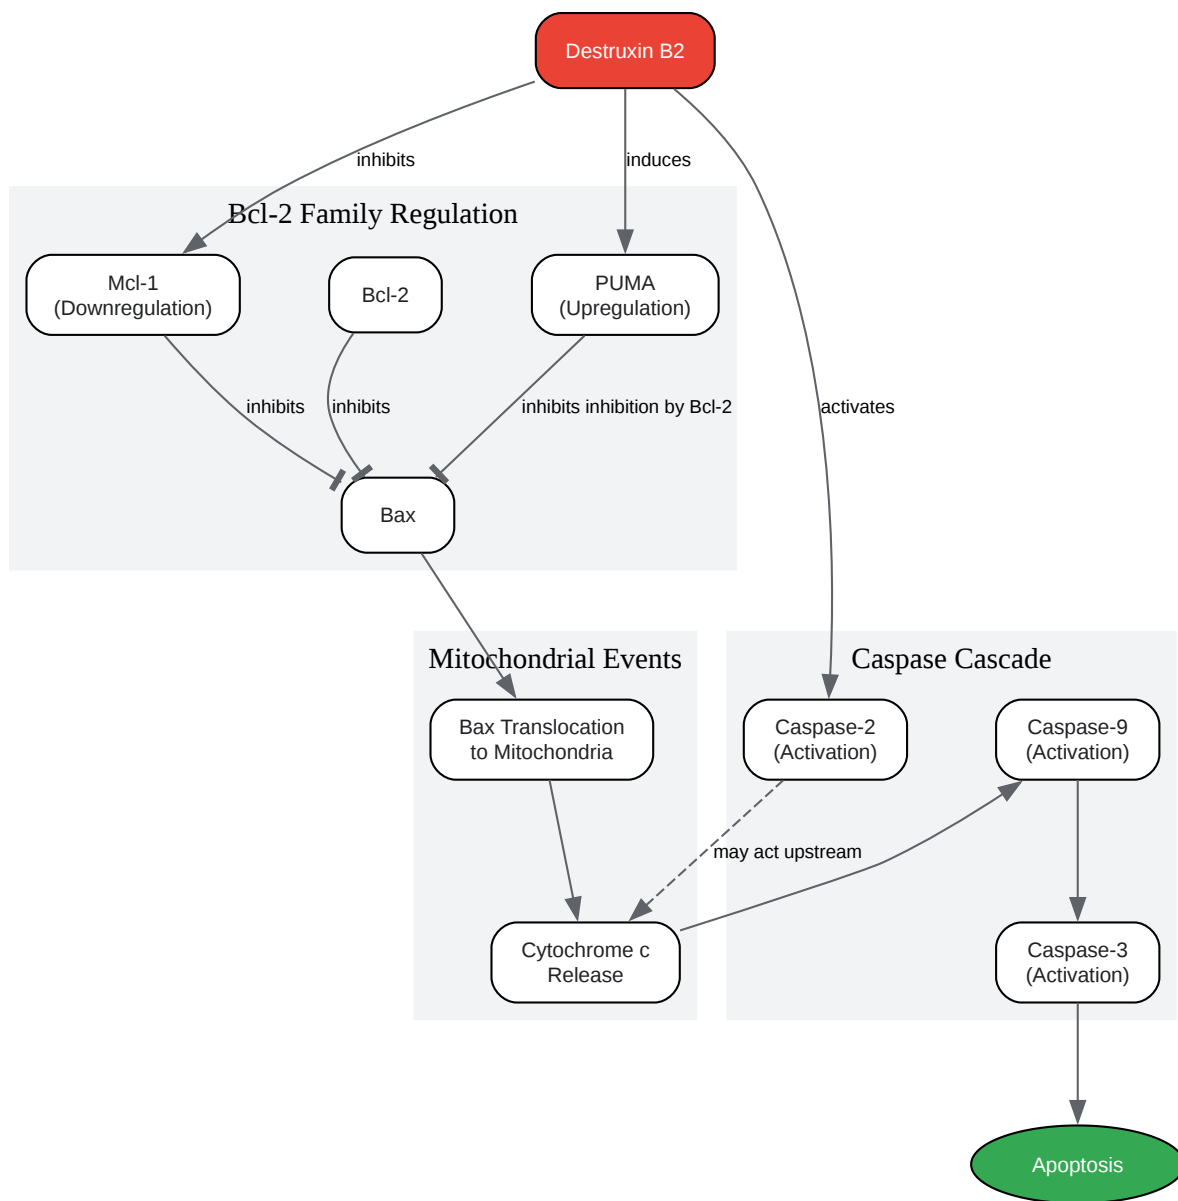 Destruxin B2
inhibits
induces
Bcl-2 Family Regulation
Mcl-1
(Downregulation)
Bcl-2
PUMA
(Upregulation)
inhibits
inhibits
inhibits inhibition by Bcl-2
activates
Bax
Mitochondrial Events
Caspase Cascade
Bax Translocation
to Mitochondria
Caspase-2
(Activation)
Caspase-9
(Activation)
may act upstream
Cytochrome c
Release
Caspase-3
(Activation)
Apoptosis